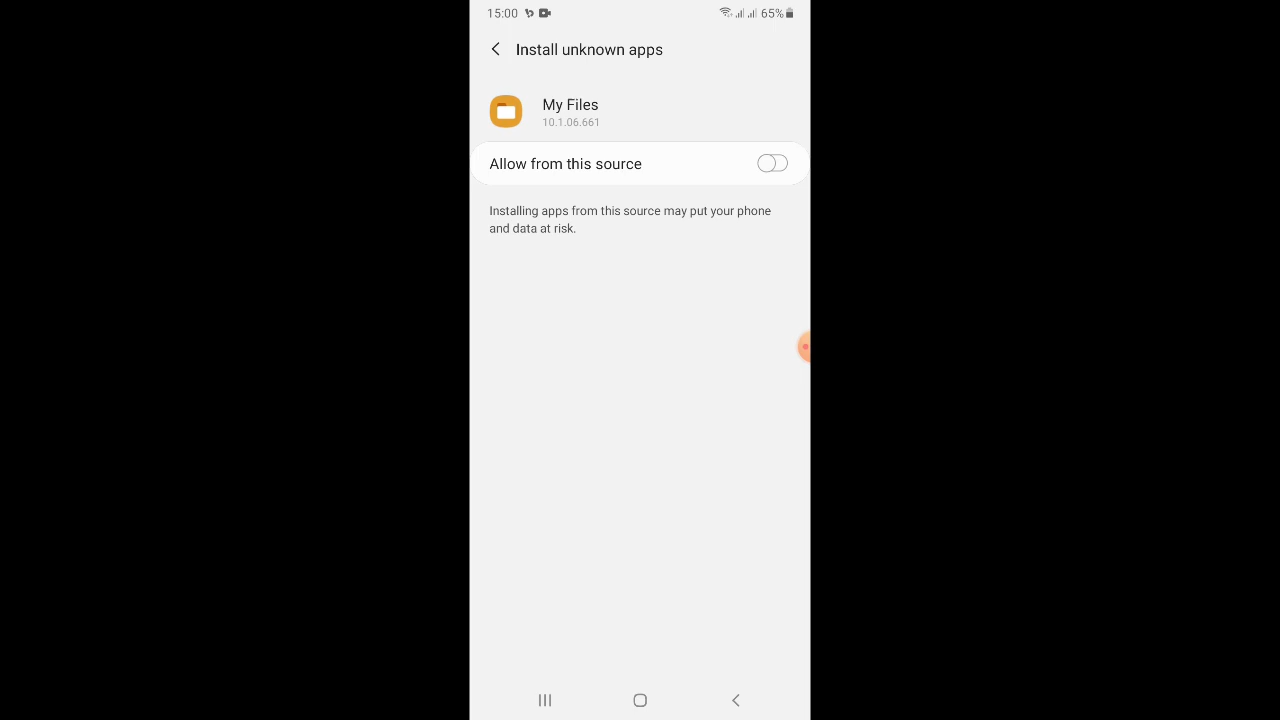 15:00 65%
Install unknown apps
My Files
10.1.06.661
Allow from this source
Installing apps from this source may put your phone
and data at risk.